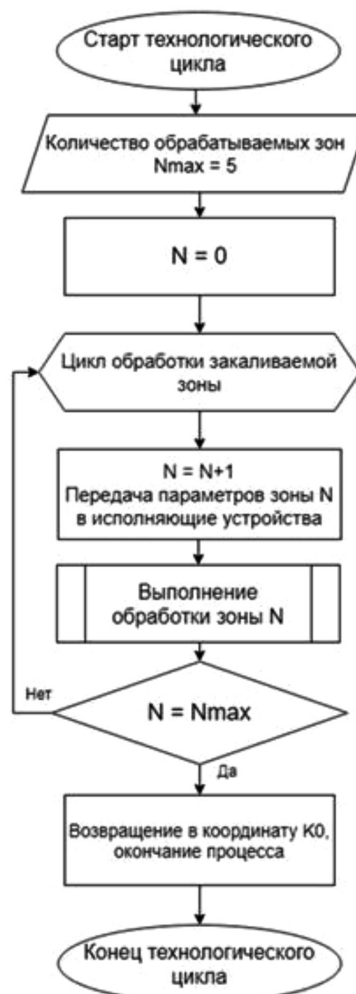 Старт технологического
цикла
Количество обрабатываемых зон
Nmax = 5
N = 0
Цикл обработки закаливаемой
зоны
N = N+1
Передача параметров зоны N
в исполняющие устройства
Выполнение
обработки зоны N
Нет
N = Nmax
Да
Возвращение в координату K0,
окончание процесса
Конец технологического
цикла